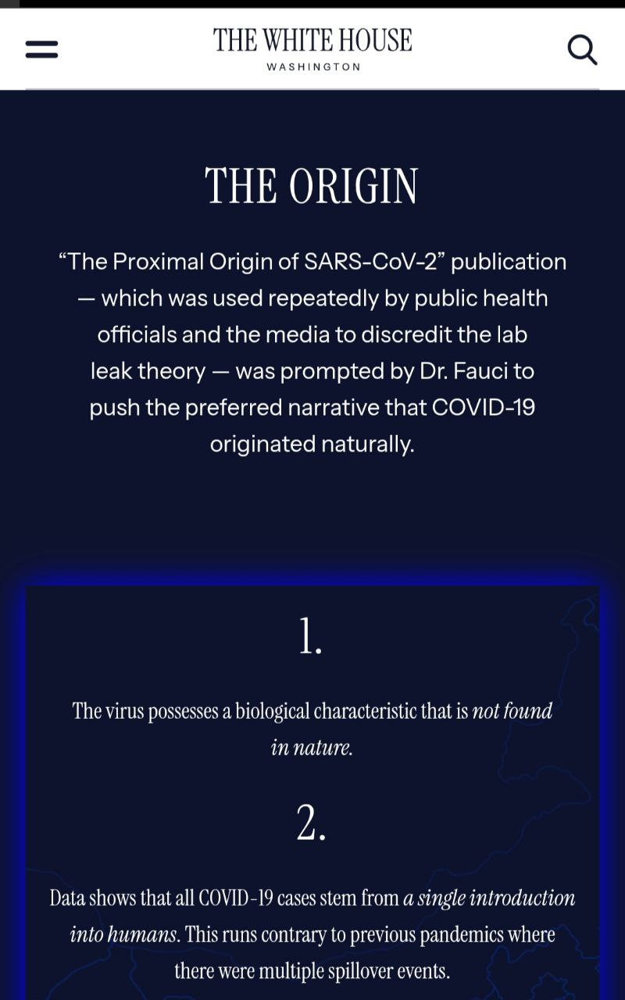 THE WHITE HOUSE
WASHINGTON
THE ORIGIN
“The Proximal Origin of SARS-CoV-2” publication
— which was used repeatedly by public health
officials and the media to discredit the lab
leak theory — was prompted by Dr. Fauci to
push the preferred narrative that COVID-19
originated naturally.
1.
The virus possesses a biological characteristic that is not found
in nature.
2.
Data shows that all COVID-19 cases stem from a single introduction
into humans. This runs contrary to previous pandemics where
there were multiple spillover events.